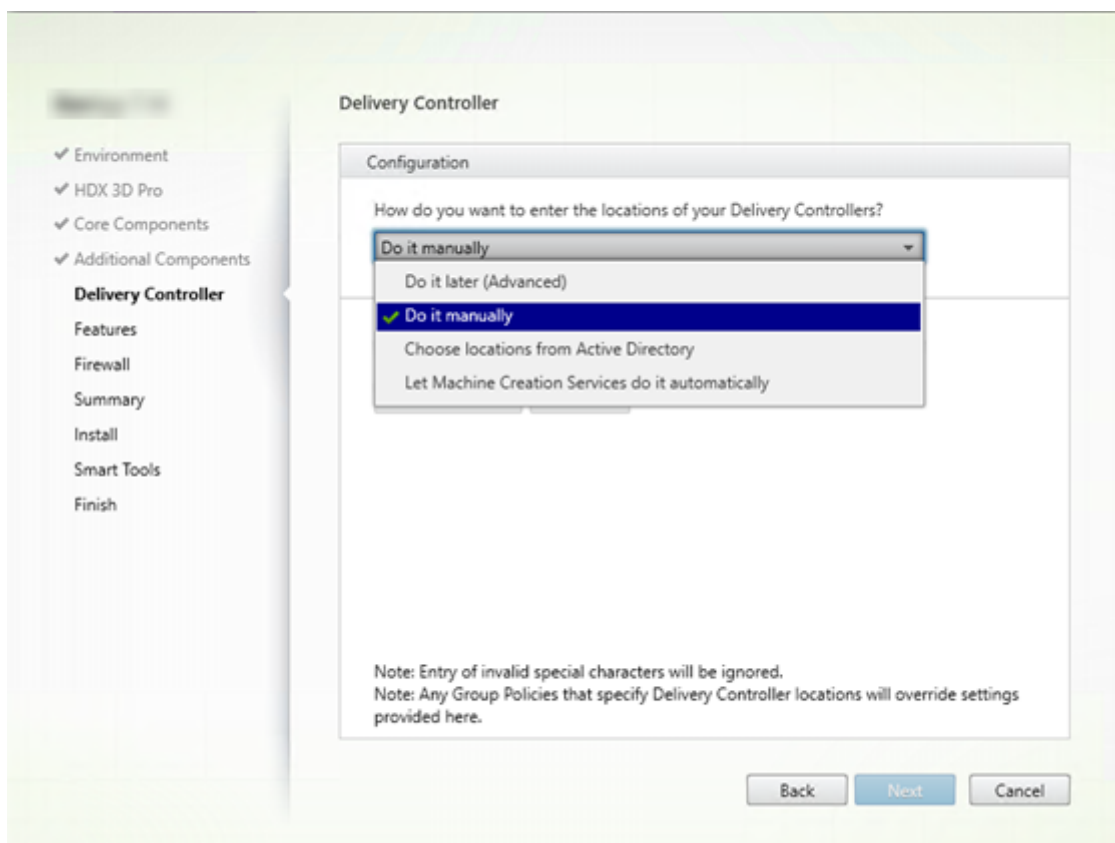 Delivery Controller
Environment
HDX 3D Pro
Core Components
Additional Components
Delivery Controller
Features
Firewall
Summary
Install
Smart Tools
Finish
Configuration
How do you want to enter the locations of your Delivery Controllers?
Do it manually
Do it later (Advanced)
Do it manually
Choose locations from Active Directory
Let Machine Creation Services do it automatically
Note: Entry of invalid special characters will be ignored.
Note: Any Group Policies that specify Delivery Controller locations will override settings
provided here.
Back
Next
Cancel